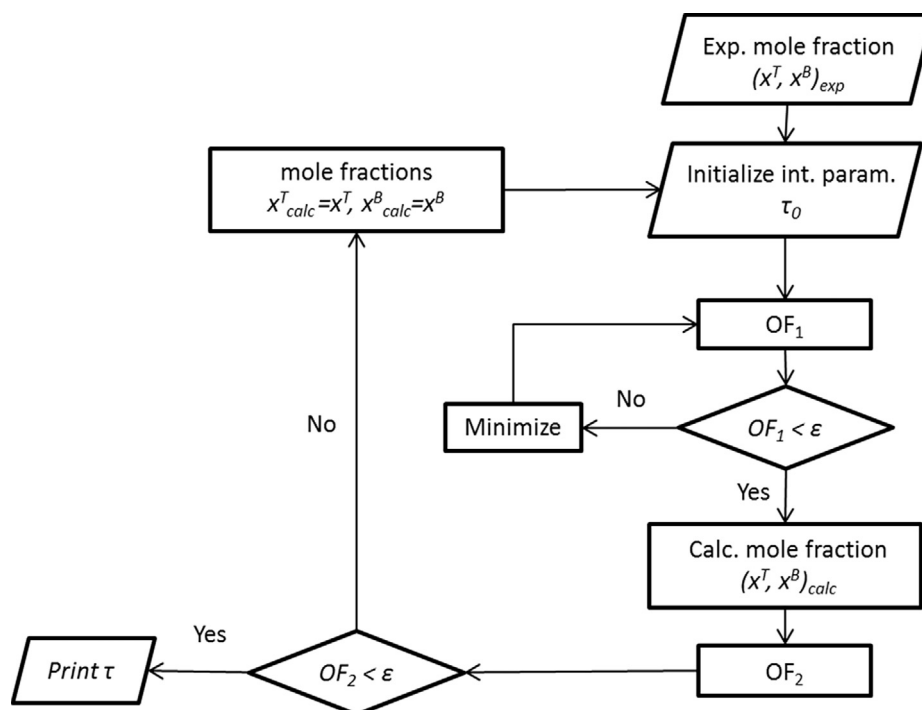 Exp. mole fraction
(x^T, x^B)_exp
mole fractions
x^T_calc=x^T, x^B_calc=x^B
Initialize int. param.
τ_0
OF_1
No
Minimize
OF_1 < ε
No
Yes
Calc. mole fraction
(x^T, x^B)_calc
Yes
Print τ
OF_2 < ε
OF_2